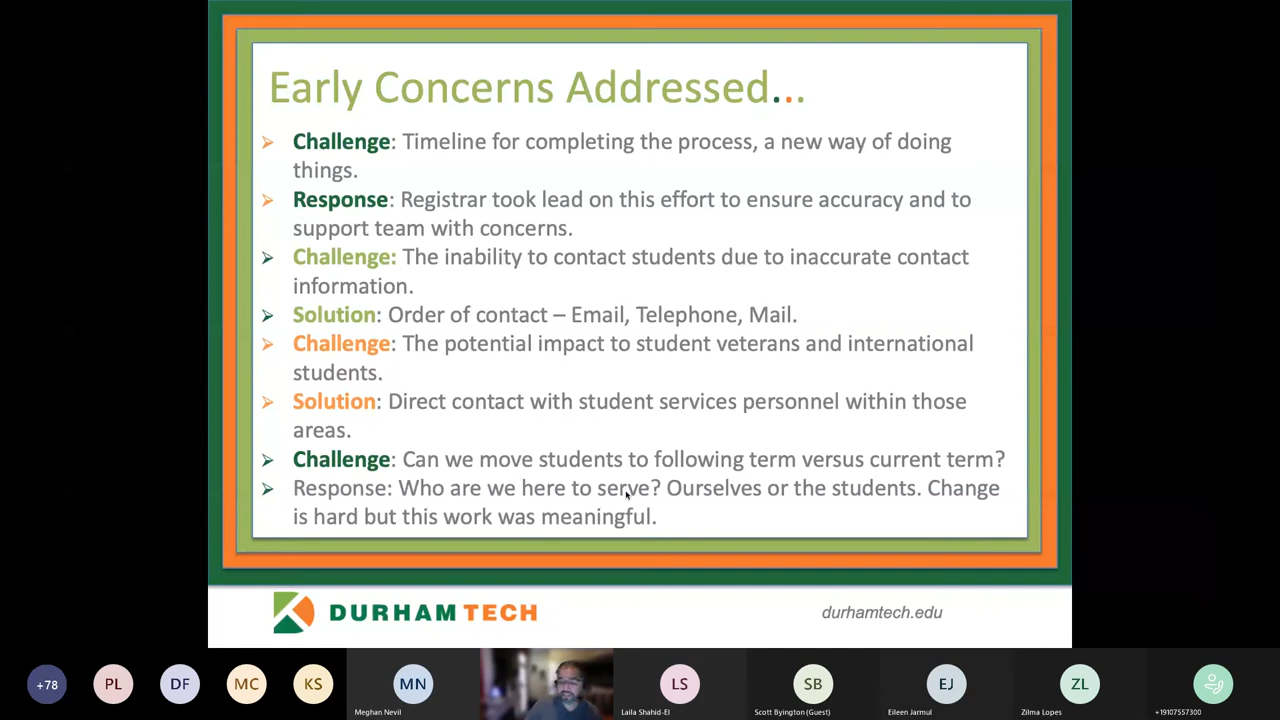 Early Concerns Addressed...
Challenge: Timeline for completing the process, a new way of doing
things.
Response: Registrar took lead on this effort to ensure accuracy and to
support team with concerns.
Challenge: The inability to contact students due to inaccurate contact
information.
Solution: Order of contact – Email, Telephone, Mail.
Challenge: The potential impact to student veterans and international
students.
Solution: Direct contact with student services personnel within those
areas.
Challenge: Can we move students to following term versus current term?
Response: Who are we here to serve? Ourselves or the students. Change
is hard but this work was meaningful.
DURHAM TECH
durhamtech.edu
+78 PL DF MC KS MN LS SB EJ ZL
Meghan Nevil Laila Shahid-El Scott Byington (Guest) Eileen Jarmul Zilma Lopes +19107557300